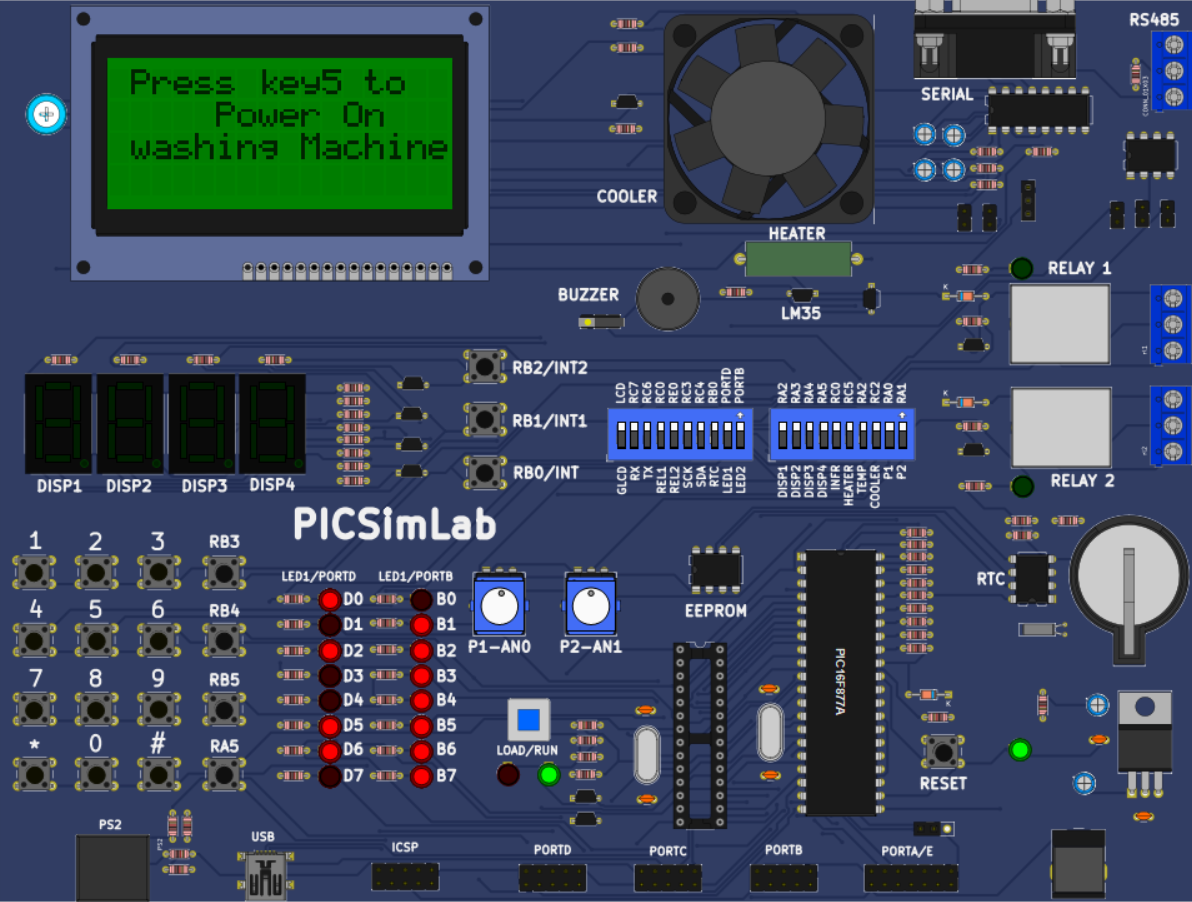 Press key5 to
Power On
washing Machine
RS485
SERIAL
CONN_01X03
COOLER
HEATER
BUZZER
LM35
K
RELAY 1
RB2/INT2
RB1/INT1
RB0/INT
LCD RC7 RC6 RC0 RE0 RC3 RC4 RB0 PORTD PORTB
GLCD RX TX REL1 REL2 SCK SDA RTC LED1 LED2
RA2 RA3 RA4 RA5 RC0 RC5 RA2 RC2 RA0 RA1
DISP1 DISP2 DISP3 DISP4 INFR HEATER TEMP COOLER P1 P2
K
RELAY 2
DISP1 DISP2 DISP3 DISP4
PICSimLab
1 2 3 RB3
4 5 6 RB4
7 8 9 RB5
* 0 # RA5
LED1/PORTD LED1/PORTB
D0 B0
D1 B1
D2 B2
D3 B3
D4 B4
D5 B5
D6 B6
D7 B7
P1-AN0 P2-AN1
EEPROM
RTC
PIC16F877A
K
LOAD/RUN
RESET
PS2
PS2
USB
ICSP
PORTD
PORTC
PORTB
PORTA/E